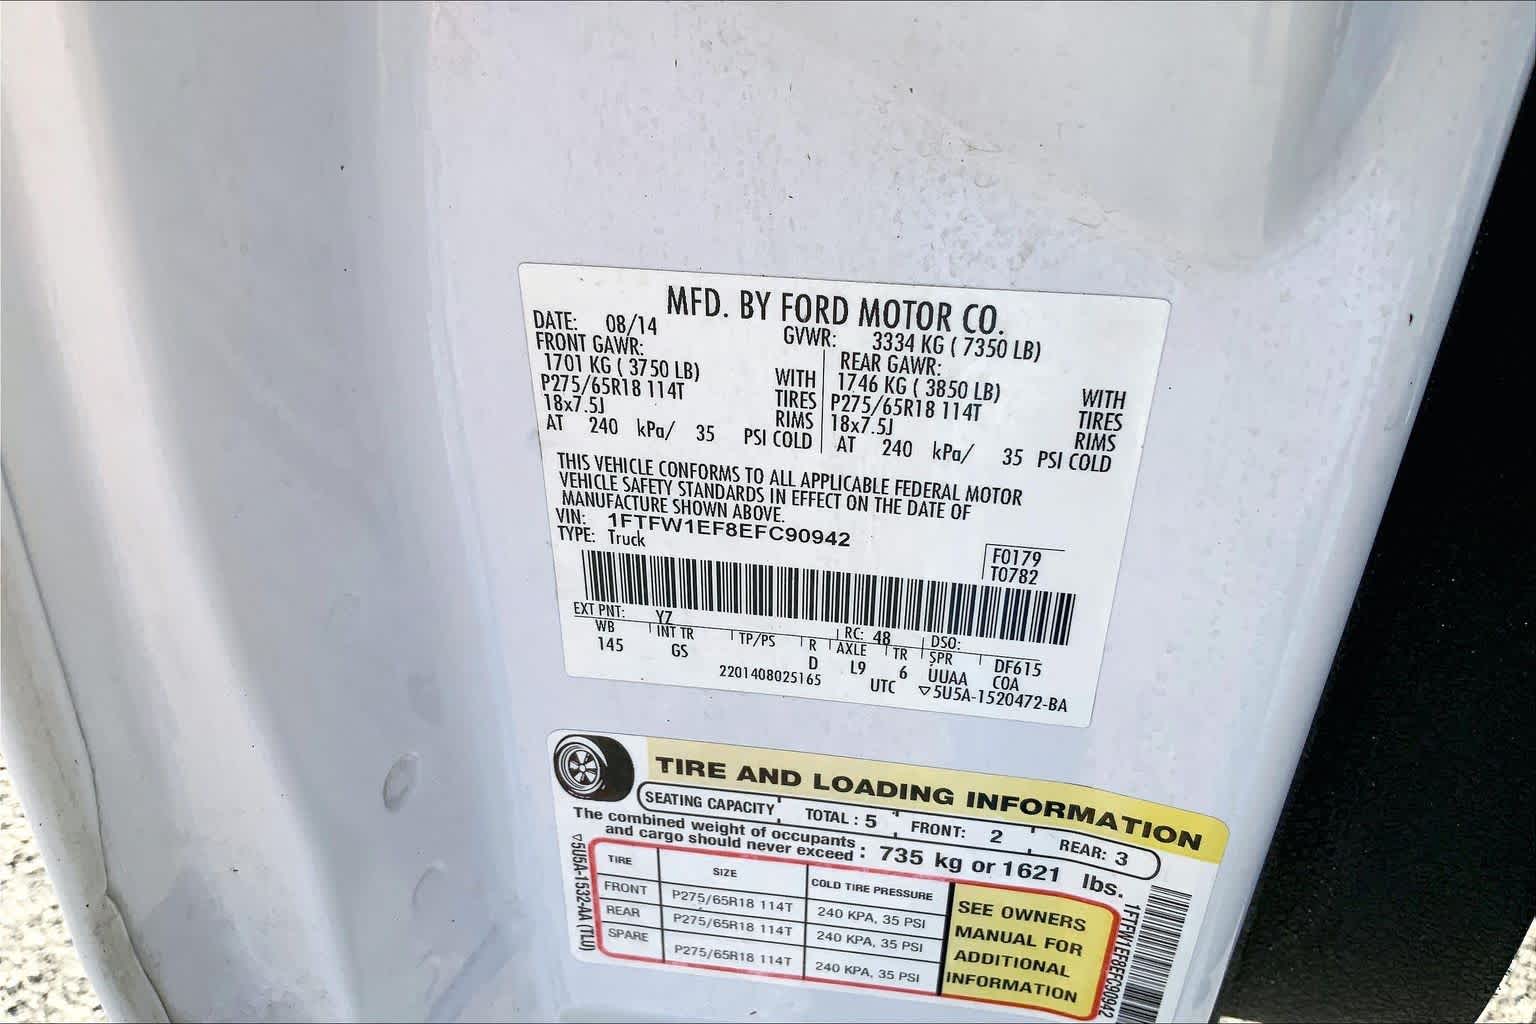 MFD. BY FORD MOTOR CO.
DATE: 08/14 GVWR: 3334 KG ( 7350 LB)
FRONT GAWR: REAR GAWR:
1701 KG ( 3750 LB) WITH 1746 KG ( 3850 LB) WITH
P275/65R18 114T TIRES P275/65R18 114T TIRES
18x7.5J RIMS 18x7.5J RIMS
AT 240 kPa/ 35 PSI COLD AT 240 kPa/ 35 PSI COLD
THIS VEHICLE CONFORMS TO ALL APPLICABLE FEDERAL MOTOR
VEHICLE SAFETY STANDARDS IN EFFECT ON THE DATE OF
MANUFACTURE SHOWN ABOVE.
VIN: 1FTFW1EF8EFC90942
TYPE: Truck
F0179
T0782
EXT PNT: YZ RC: 48 DSO:
WB INT TR TP/PS R AXLE TR SPR DF615
145 GS D L9 6 UUAA COA
2201408025165 UTC ▽5U5A-1520472-BA
TIRE AND LOADING INFORMATION
SEATING CAPACITY TOTAL : 5 FRONT: 2 REAR: 3
The combined weight of occupants
and cargo should never exceed : 735 kg or 1621 lbs.
TIRE SIZE COLD TIRE PRESSURE
FRONT P275/65R18 114T 240 KPA, 35 PSI
REAR P275/65R18 114T 240 KPA, 35 PSI
SPARE P275/65R18 114T 240 KPA, 35 PSI
SEE OWNERS
MANUAL FOR
ADDITIONAL
INFORMATION
▽5U5A-1532-AA (TLU)
1FTFW1EF8EFC90942